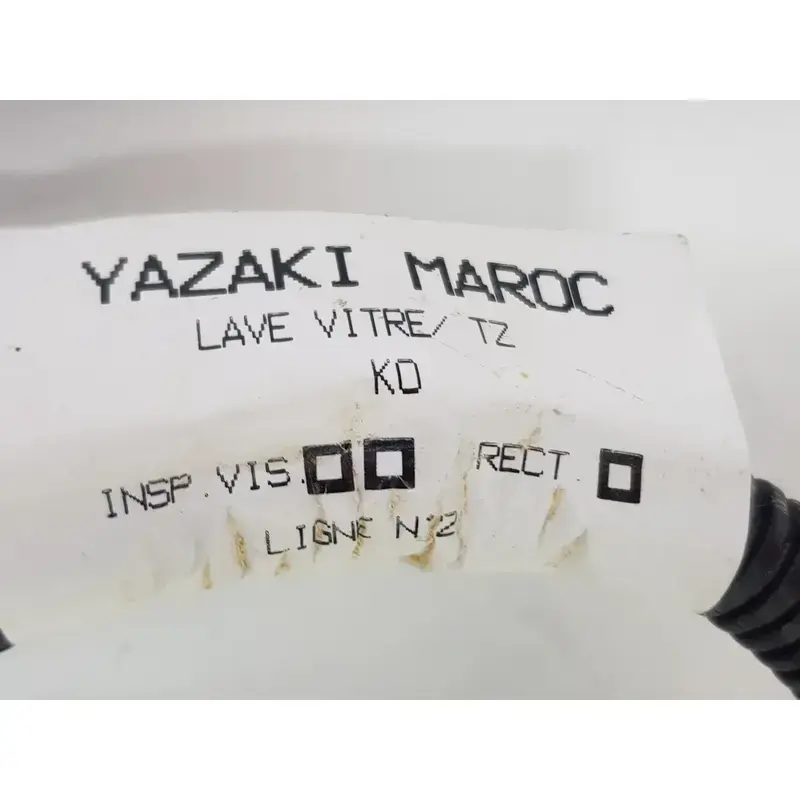 YAZAKI MAROC
LAVE VITRE/ TZ
KD
INSP.VIS. RECT.
LIGNE N°2